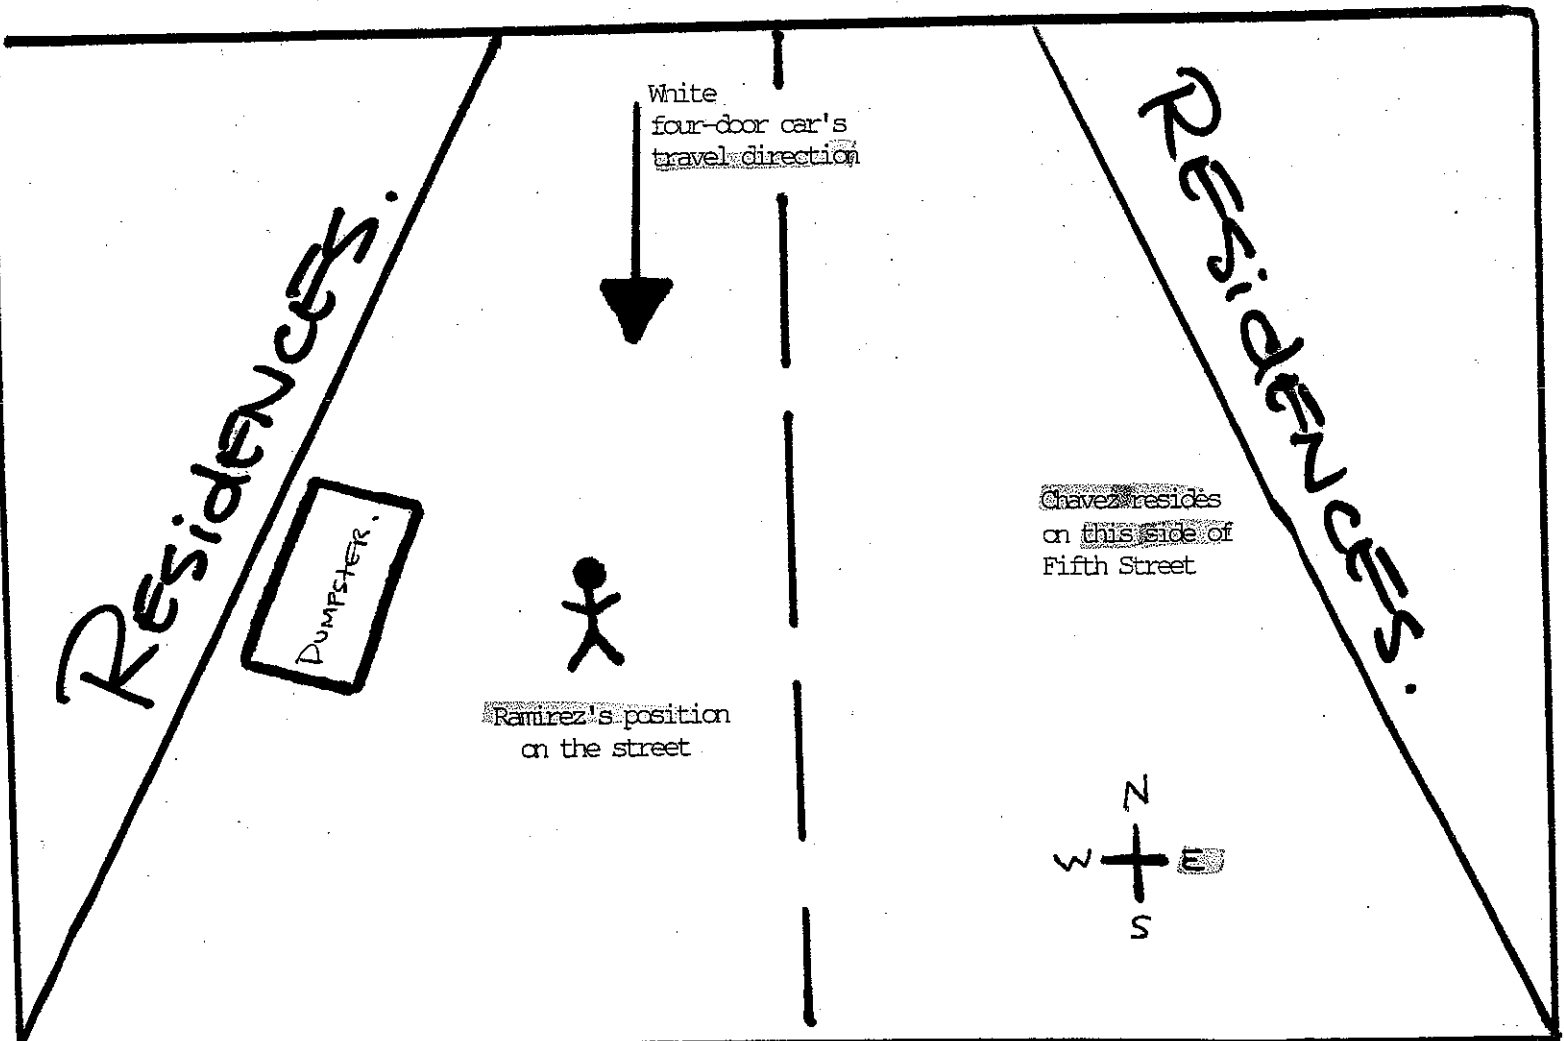 White
four-door car's
travel direction
RESidENCES.
RESidENCES.
DUMPSTER.
Chavez resides
on this side of
Fifth Street
Ramirez's position
on the street
N
W E
S